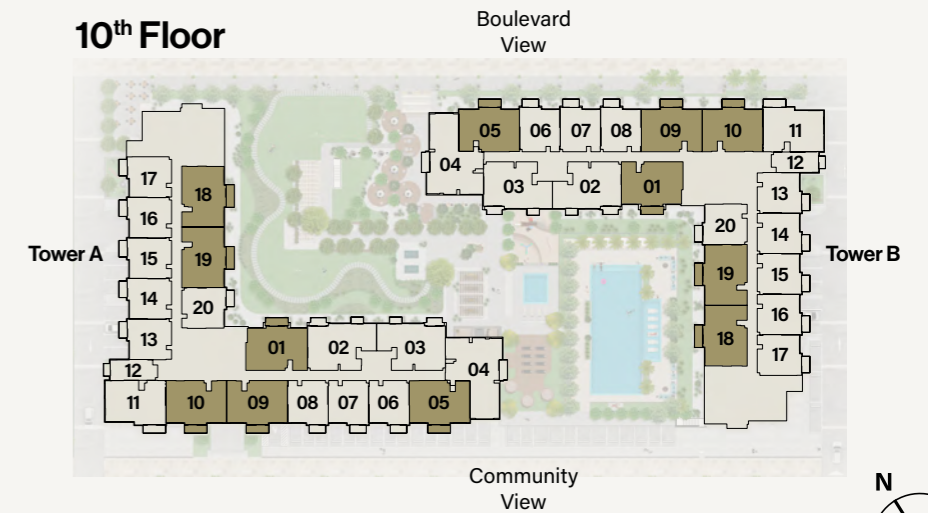 Boulevard
View
10th Floor
05 06 07 08 09 10 11
04 03 02 01 12
13
20 14
19 15
16
18 17
Tower B
Tower A
17 18
16
15 19
14 20
13
12 01 02 03 04
11 10 09 08 07 06 05
Community
View
N